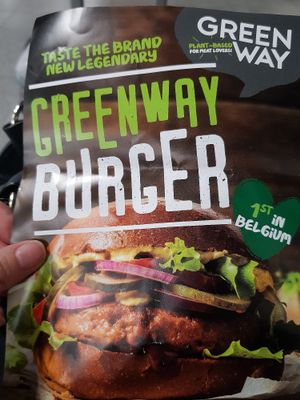 GREEN
WAY
PLANT-BASED
FOR MEAT LOVERS!
TASTE THE BRAND
NEW LEGENDARY
GREENWAY
BURGER
1ST IN
BELGIUM